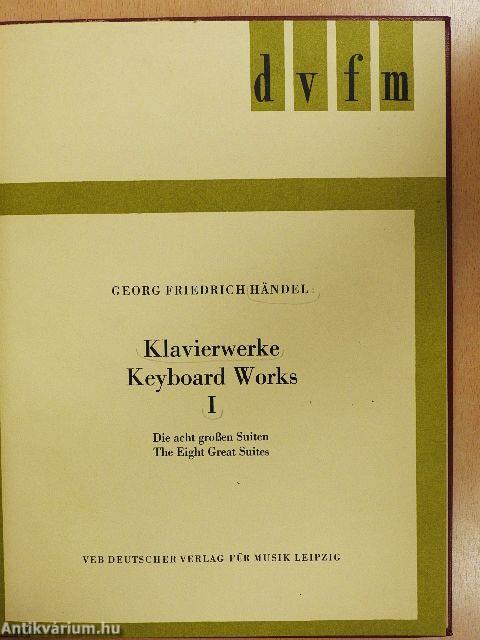 d v f m
GEORG FRIEDRICH HÄNDEL
Klavierwerke
Keyboard Works
I
Die acht großen Suiten
The Eight Great Suites
VEB DEUTSCHER VERLAG FÜR MUSIK LEIPZIG
Antikvárium.hu